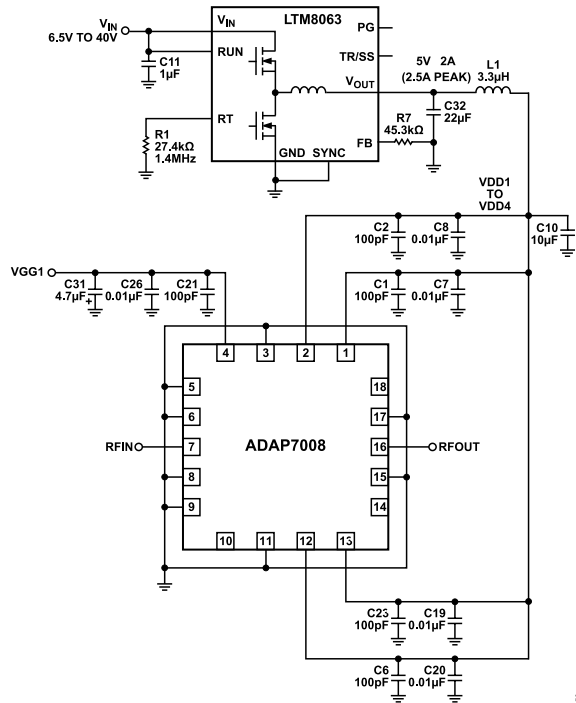 VIN
6.5V TO 40V
VIN
LTM8063
PG
RUN
C11
1µF
TR/SS
5V 2A
(2.5A PEAK)
L1
3.3µH
VOUT
C32
22µF
RT
R1
27.4kΩ
1.4MHz
R7
45.3kΩ
FB
GND SYNC
VDD1
TO
VDD4
C2
100pF
C8
0.01µF
C10
10µF
VGG1
C31
4.7µF
+
C26
0.01µF
C21
100pF
C1
100pF
C7
0.01µF
4
3
2
1
5
18
6
17
RFIN
7
ADAP7008
16
RFOUT
8
15
9
14
10
11
12
13
C23
100pF
C19
0.01µF
C6
100pF
C20
0.01µF